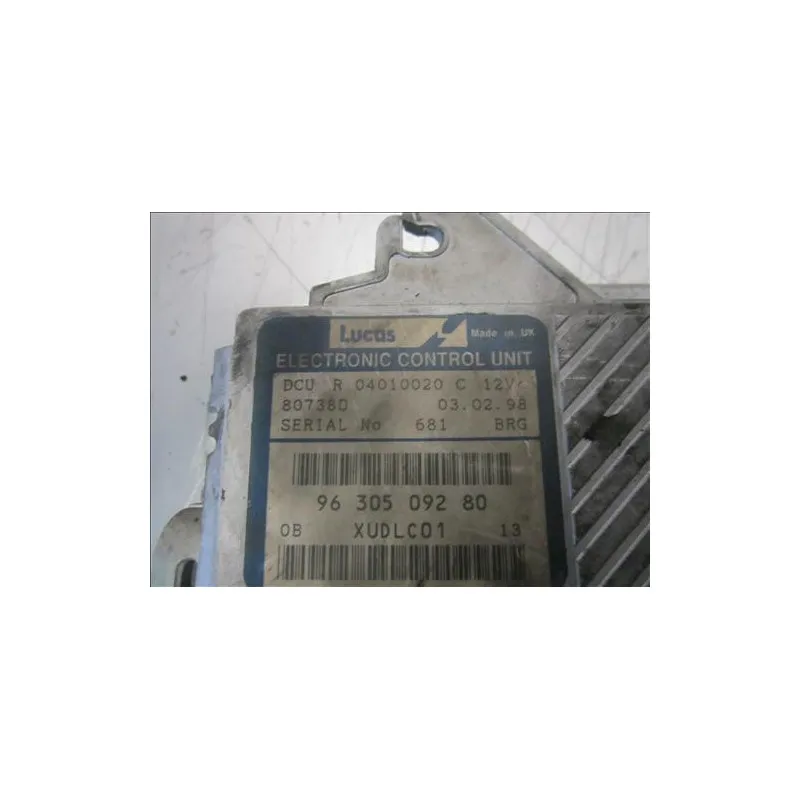 Lucas Made in UK
ELECTRONIC CONTROL UNIT
DCU R 04010020 C 12V
80738D 03.02.98
SERIAL No 681 BRG
96 305 092 80
0B XUDLC01 13